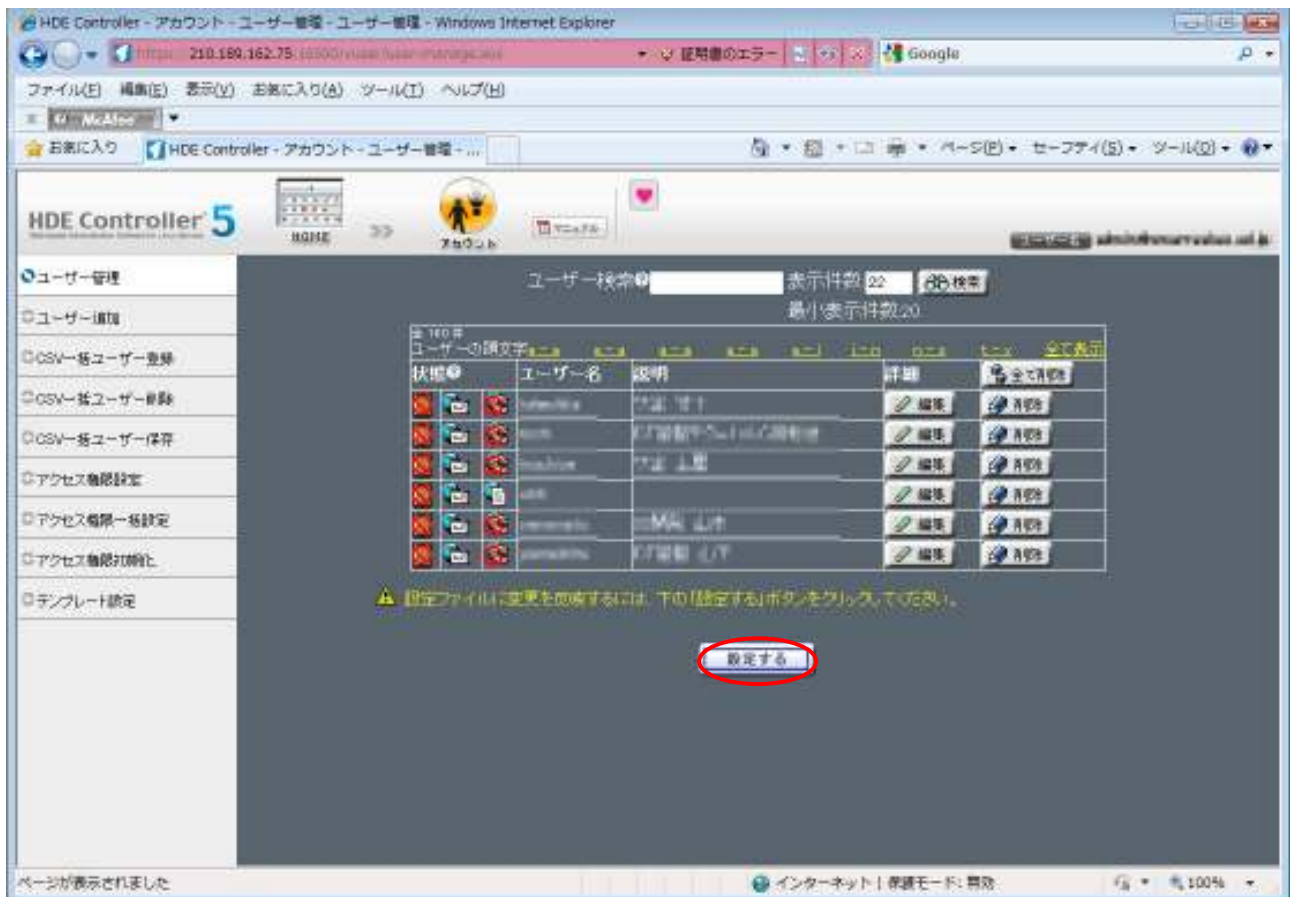 HDE Controller - アカウント - ユーザー管理 - ユーザー管理 - Windows Internet Explorer
210.189.162.75
証明書のエラー
Google
ファイル(F) 編集(E) 表示(V) お気に入り(A) ツール(T) ヘルプ(H)
McAfee
お気に入り
HDE Controller - アカウント - ユーザー管理 - ...
ページ(P) セーフティ(S) ツール(O)
HDE Controller 5
HOME
アカウント
マニュアル
ユーザー名
ユーザー管理
ユーザー追加
CSV一括ユーザー登録
CSV一括ユーザー削除
CSV一括ユーザー保存
アクセス権限設定
アクセス権限一括設定
アクセス権限初期化
テンプレート設定
ユーザー検索 表示件数 22 検索
最小表示件数:20
ユーザーの頭文字 全て表示
状態 ユーザー名 説明 詳細 全て削除
編集 削除
編集 削除
編集 削除
編集 削除
編集 削除
編集 削除
設定ファイルに変更を反映するには、下の「設定する」ボタンをクリックしてください。
設定する
ページが表示されました
インターネット | 保護モード: 無効
100%